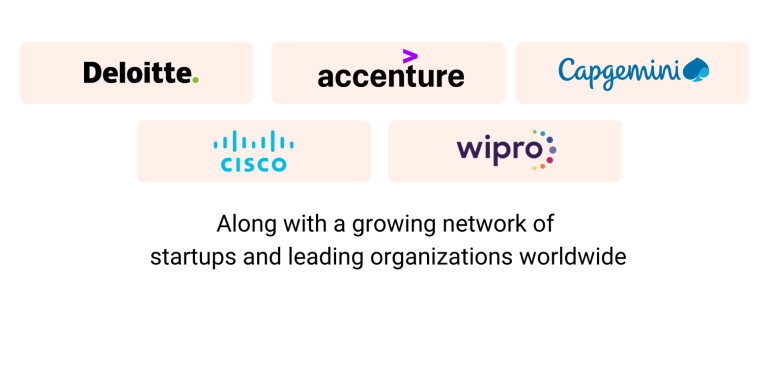 Deloitte.
accenture
Capgemini
CISCO
wipro
Along with a growing network of
startups and leading organizations worldwide